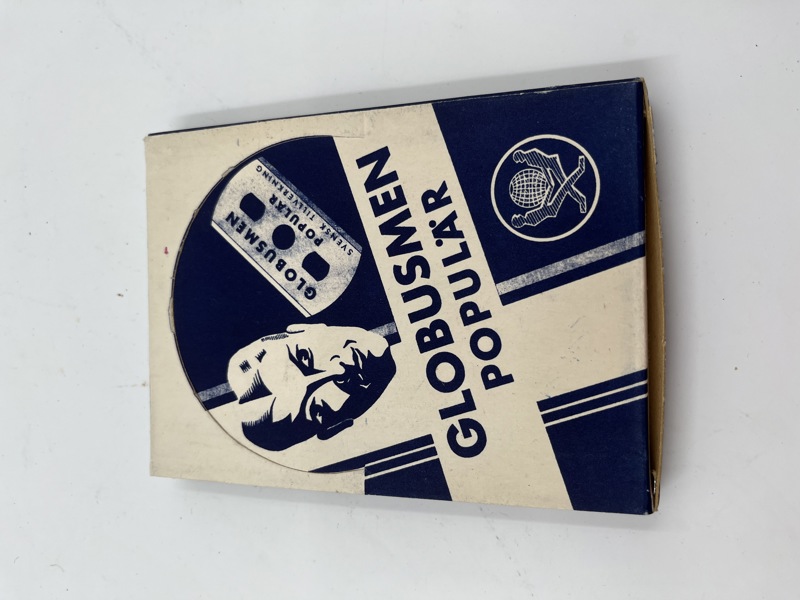 GLOBUSMEN
POPULÄR
SVENSK TILLVERKNING
GLOBUSMEN
POPULÄR